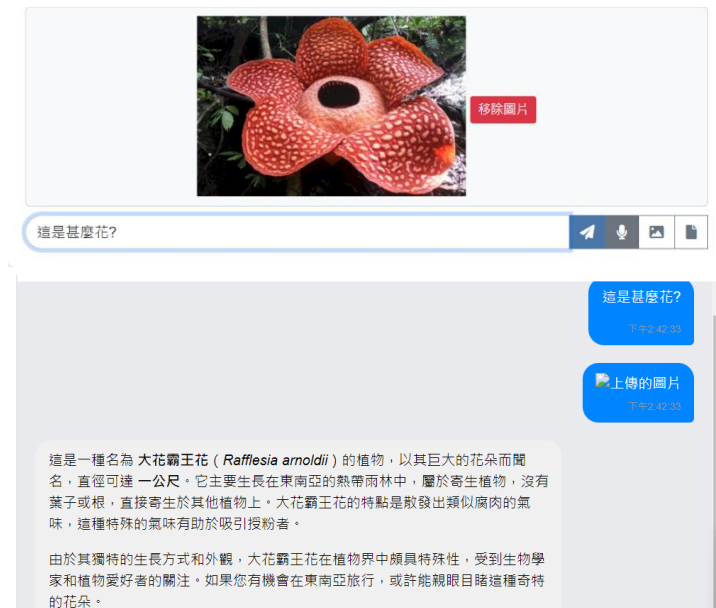 移除圖片
這是甚麼花?
這是甚麼花?
下午2:42:33
上傳的圖片
下午2:42:33
這是一種名為 大花霸王花（Rafflesia arnoldii）的植物，以其巨大的花朵而聞
名，直徑可達 一公尺。它主要生長在東南亞的熱帶雨林中，屬於寄生植物，沒有
葉子或根，直接寄生於其他植物上。大花霸王花的特點是散發出類似腐肉的氣
味，這種特殊的氣味有助於吸引授粉者。
由於其獨特的生長方式和外觀，大花霸王花在植物界中頗具特殊性，受到生物學
家和植物愛好者的關注。如果您有機會在東南亞旅行，或許能親眼目睹這種奇特
的花朵。